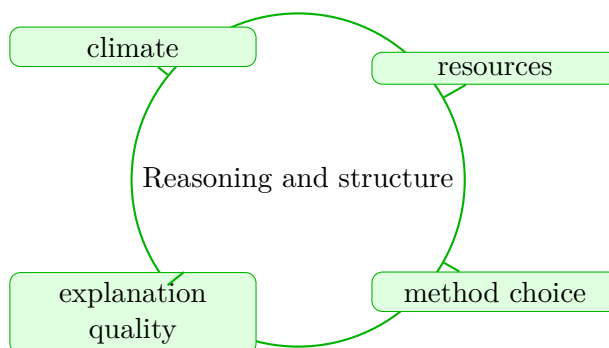 climate
resources
Reasoning and structure
explanation
quality
method choice